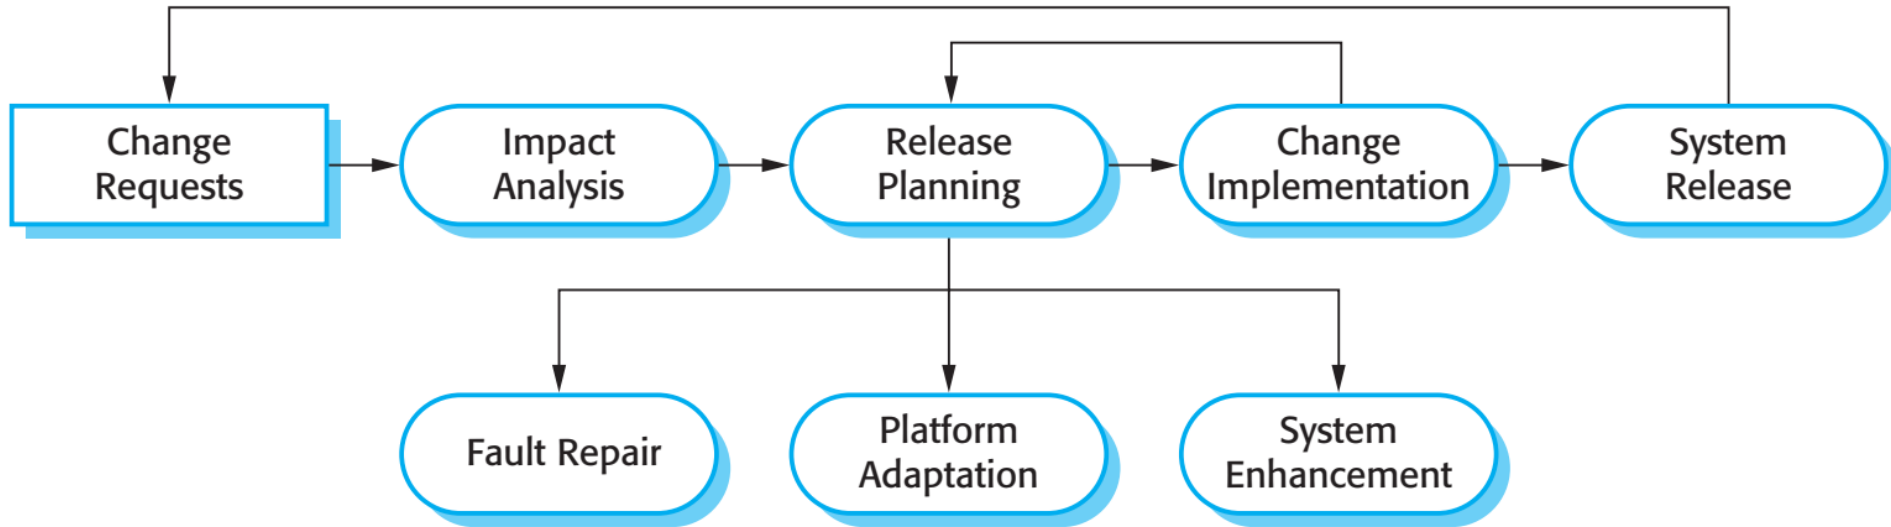 Change
Requests
Impact
Analysis
Release
Planning
Change
Implementation
System
Release
Fault Repair
Platform
Adaptation
System
Enhancement